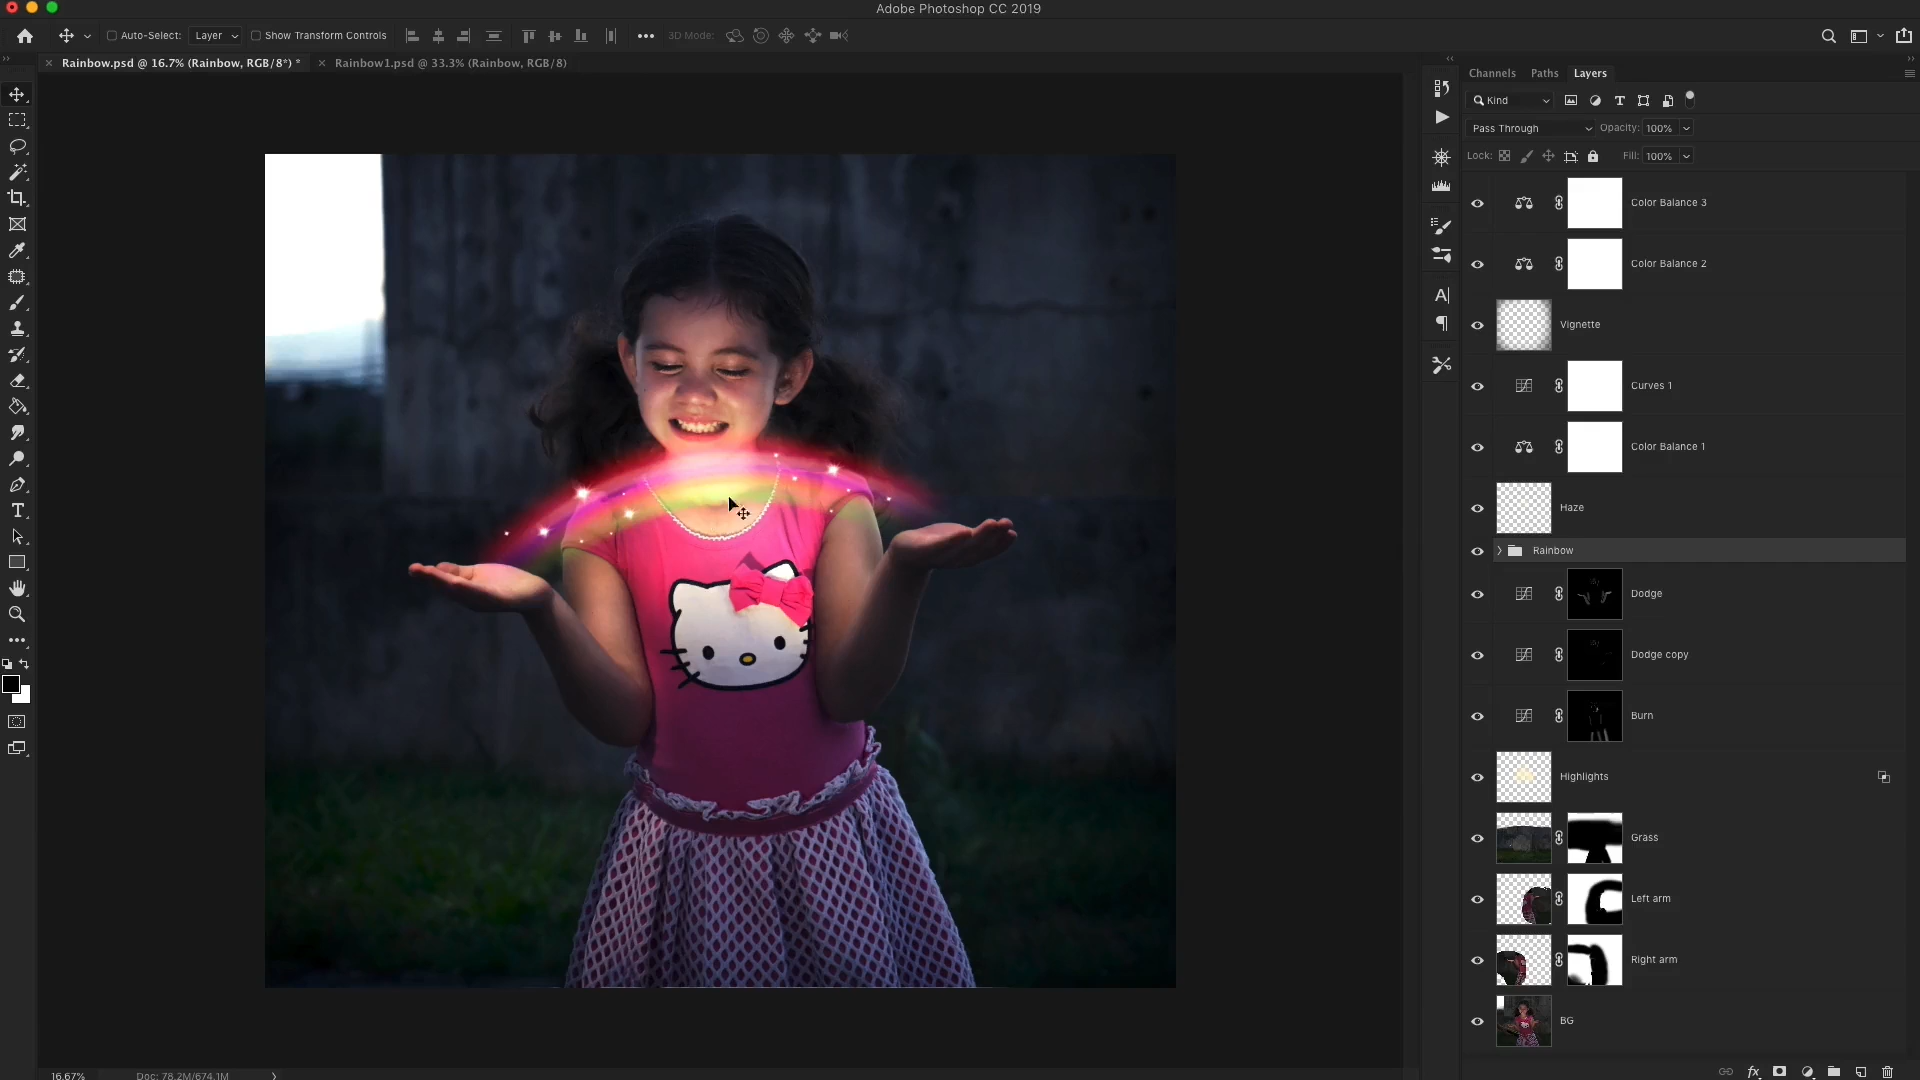 Adobe Photoshop CC 2019
Auto-Select: Layer Show Transform Controls 3D Mode:
Rainbow.psd @ 16.7% (Rainbow, RGB/8*) * Rainbow1.psd @ 33.3% (Rainbow, RGB/8)
Channels Paths Layers
Kind
Pass Through Opacity: 100%
Lock: Fill: 100%
Color Balance 3
Color Balance 2
Vignette
Curves 1
Color Balance 1
Haze
Rainbow
Dodge
Dodge copy
Burn
Highlights
Grass
Left arm
Right arm
BG
16.67% Doc: 78.2M/674.1M